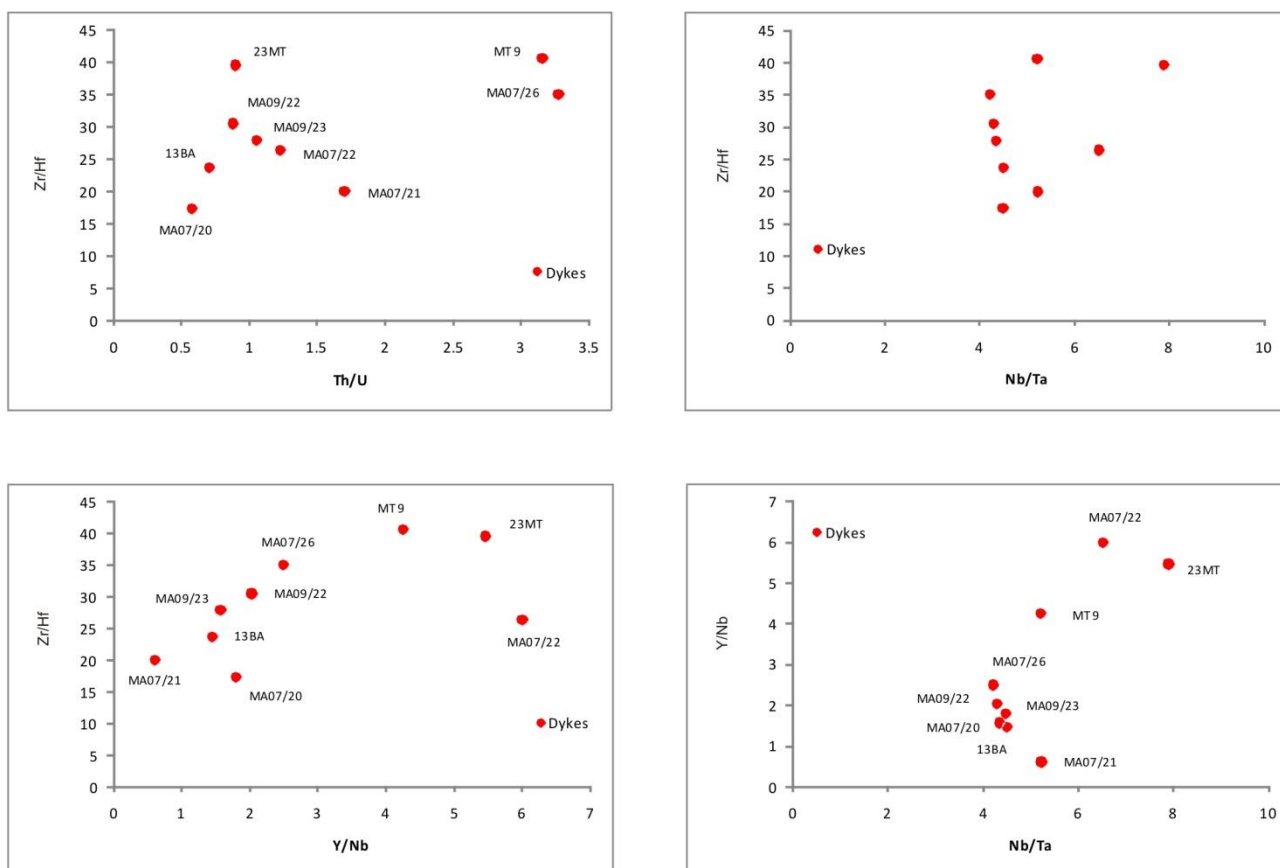 45
40
35
30
25
20
15
10
5
0
Zr/Hf
23MT
MT9
MA07/26
MA09/22
MA09/23
13BA
MA07/22
MA07/21
MA07/20
Dykes
0 0.5 1 1.5 2 2.5 3 3.5
Th/U
45
40
35
30
25
20
15
10
5
0
Zr/Hf
Dykes
0 2 4 6 8 10
Nb/Ta
45
40
35
30
25
20
15
10
5
0
Zr/Hf
MT9
23MT
MA07/26
MA09/23
MA09/22
13BA
MA07/22
MA07/21
MA07/20
Dykes
0 1 2 3 4 5 6 7
Y/Nb
7
6
5
4
3
2
1
0
Y/Nb
MA07/22
Dykes
23MT
MT9
MA07/26
MA09/22
MA09/23
MA07/20
13BA
MA07/21
0 2 4 6 8 10
Nb/Ta